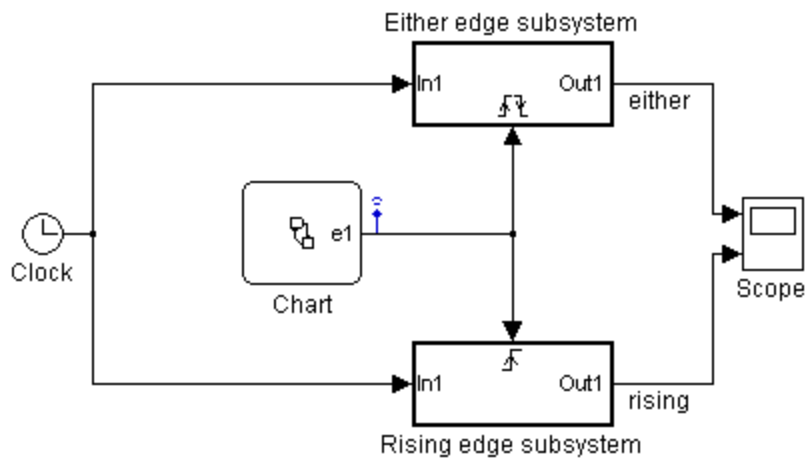 Either edge subsystem
In1
Out1
either
e1
Clock
Chart
Scope
In1
Out1
rising
Rising edge subsystem